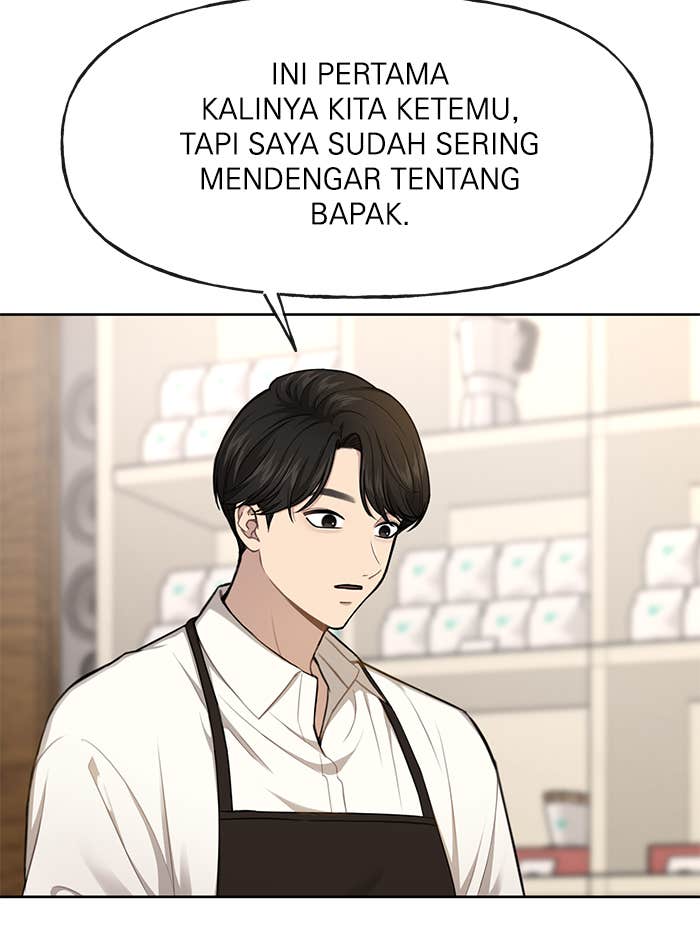 INI PERTAMA
KALINYA KITA KETEMU,
TAPI SAYA SUDAH SERING
MENDENGAR TENTANG
BAPAK.